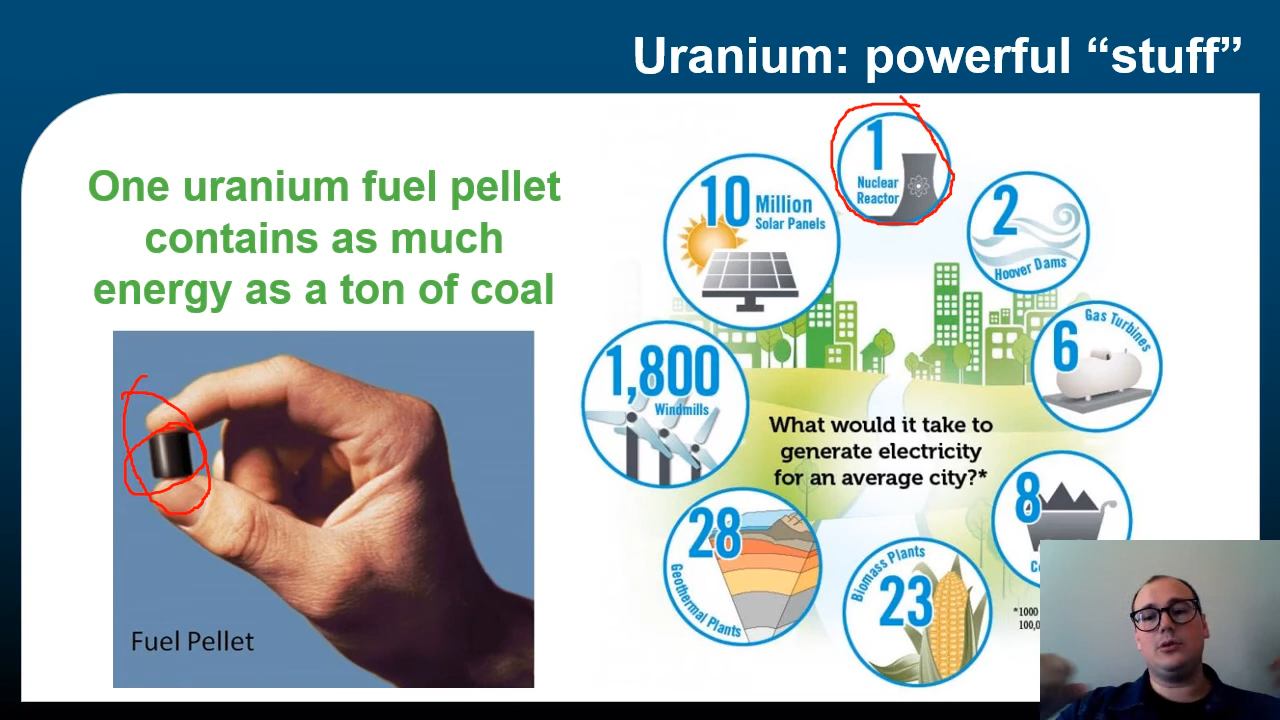 Uranium: powerful “stuff”
One uranium fuel pellet
contains as much
energy as a ton of coal
Fuel Pellet
1
Nuclear
Reactor
2
Hoover Dams
6
Gas Turbines
8
23
Biomass Plants
28
Geothermal Plants
1,800
Windmills
10 Million
Solar Panels
What would it take to
generate electricity
for an average city?*
*1000